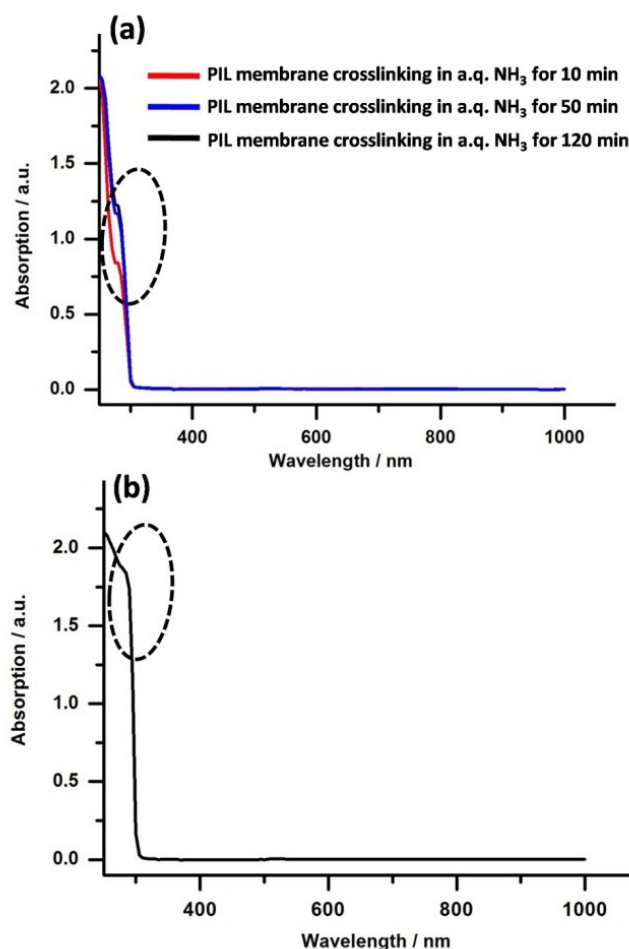 (a)
PIL membrane crosslinking in a.q. NH₃ for 10 min
PIL membrane crosslinking in a.q. NH₃ for 50 min
PIL membrane crosslinking in a.q. NH₃ for 120 min
Absorption / a.u.
2.0
1.5
1.0
0.5
0.0
400 600 800 1000
Wavelength / nm
(b)
Absorption / a.u.
2.0
1.5
1.0
0.5
0.0
400 600 800 1000
Wavelength / nm